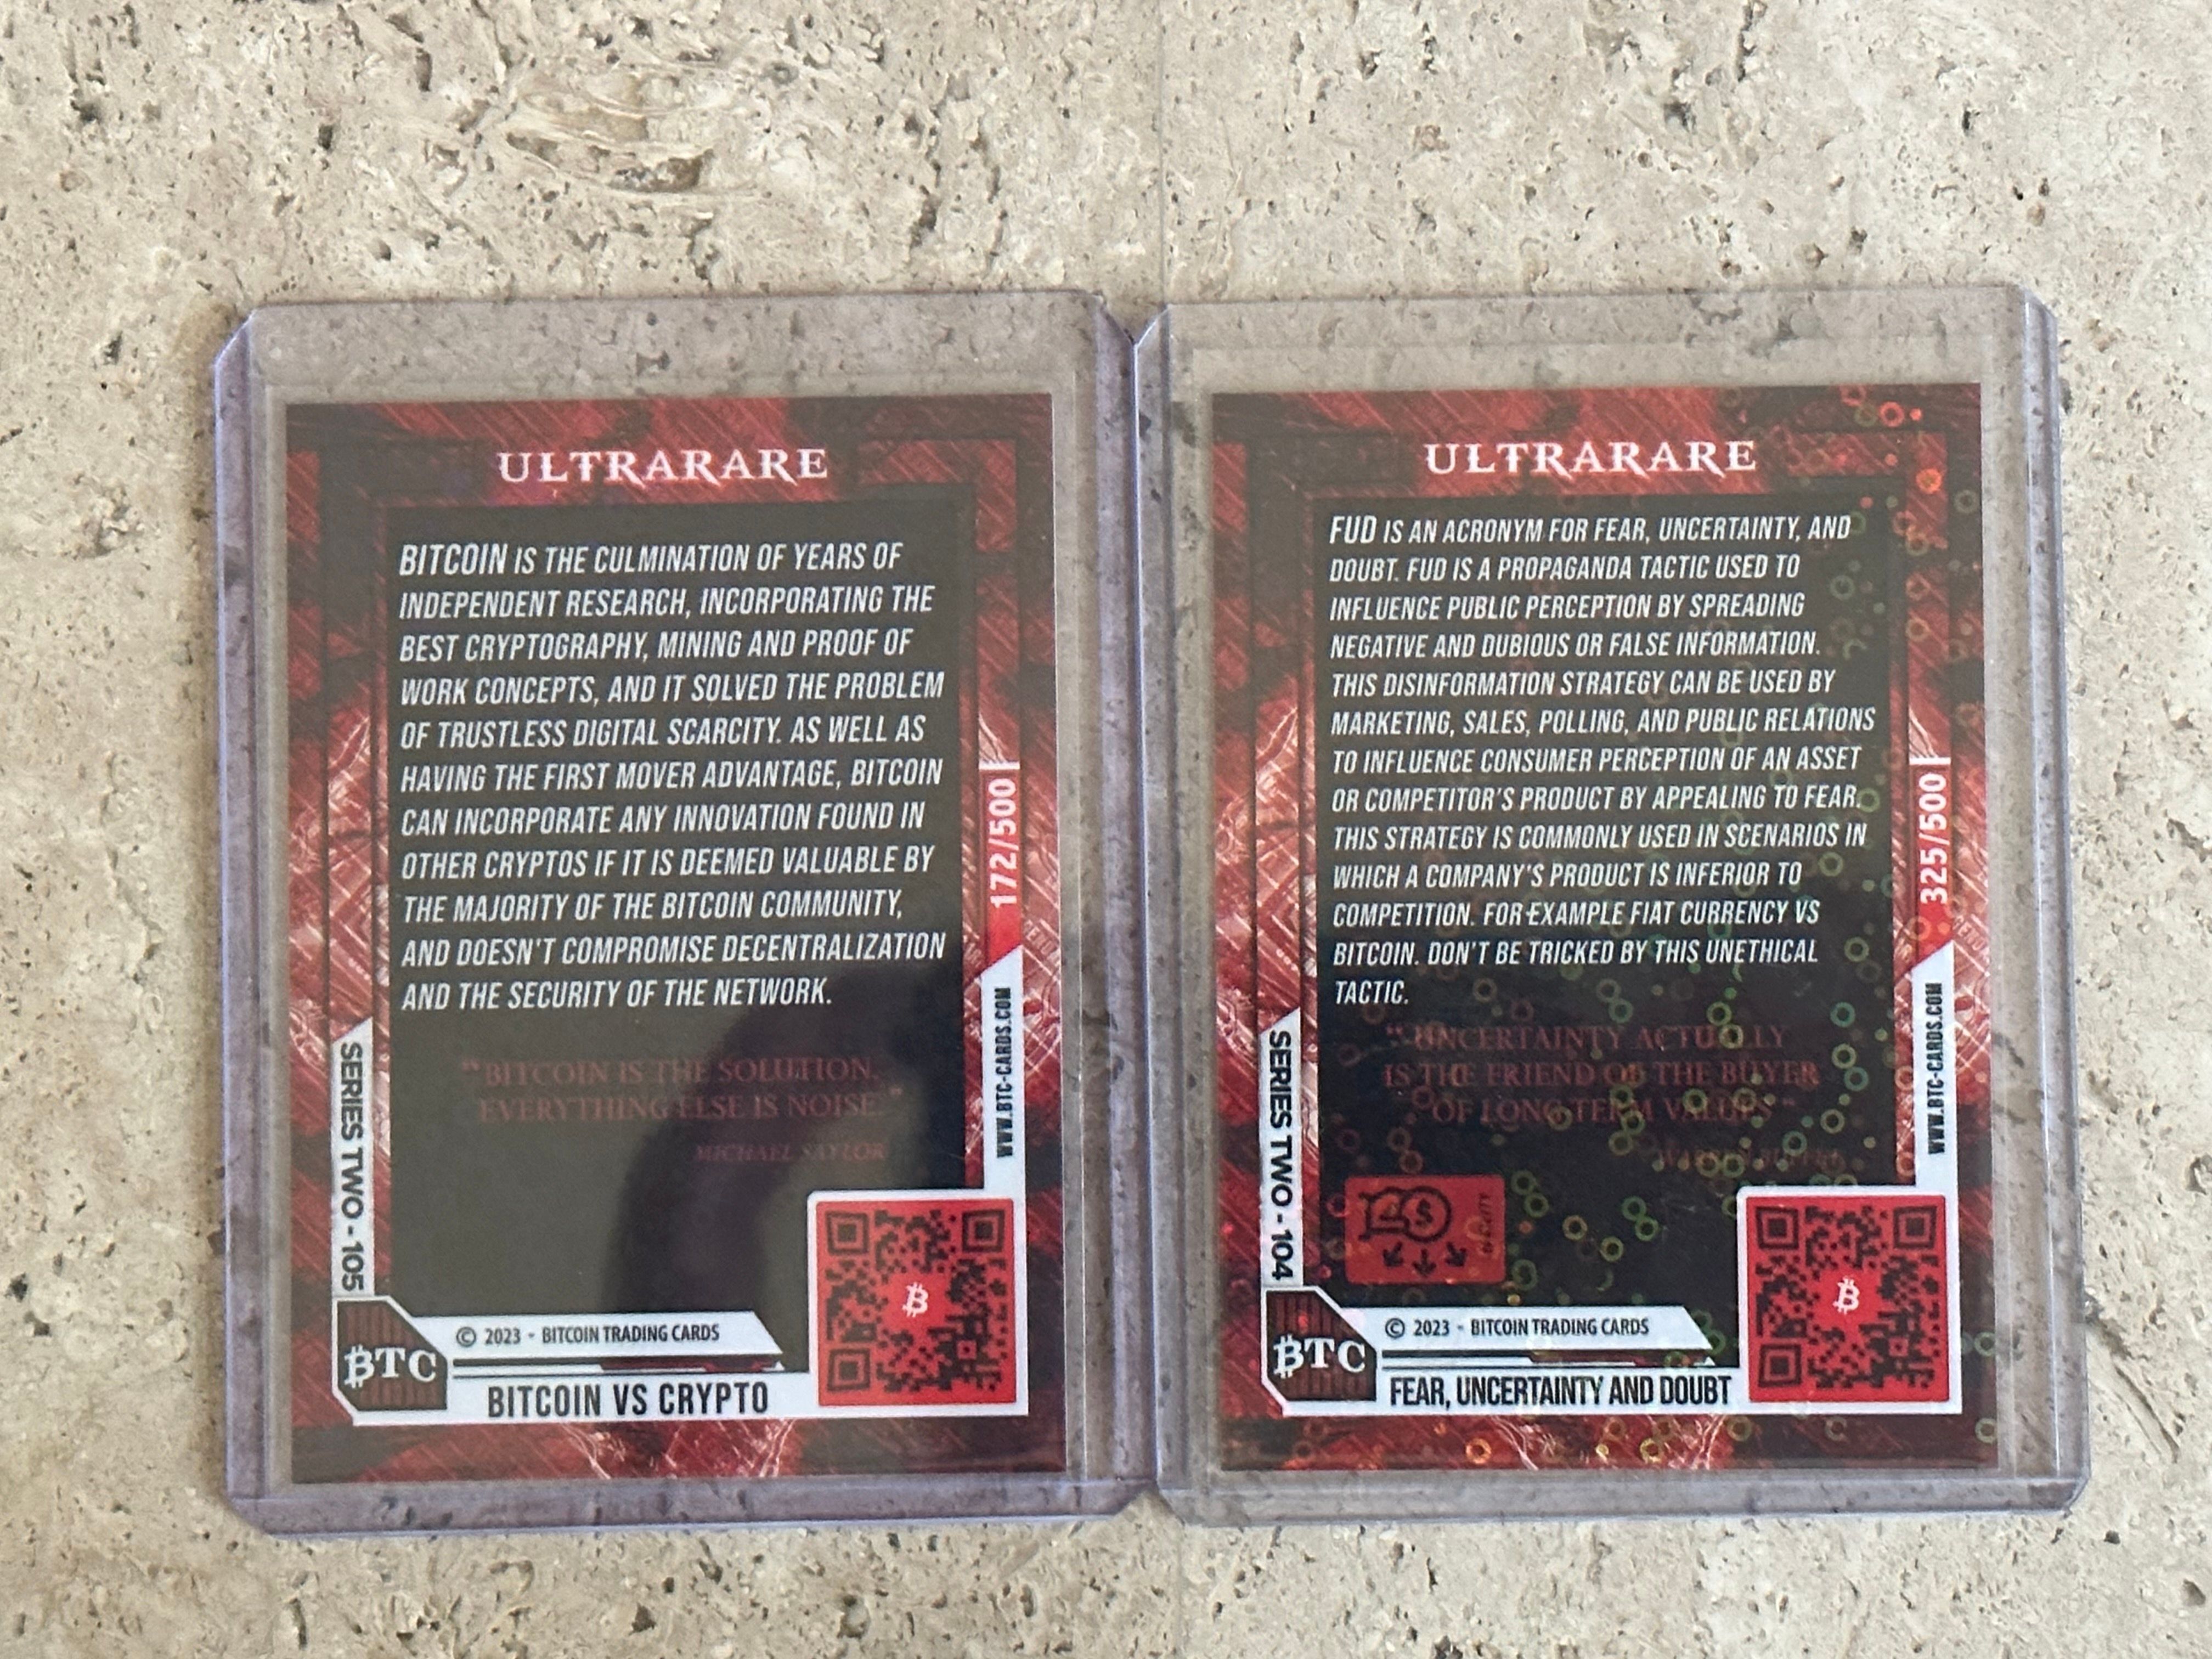 ULTRARARE
BITCOIN IS THE CULMINATION OF YEARS OF
INDEPENDENT RESEARCH, INCORPORATING THE
BEST CRYPTOGRAPHY, MINING AND PROOF OF
WORK CONCEPTS, AND IT SOLVED THE PROBLEM
OF TRUSTLESS DIGITAL SCARCITY. AS WELL AS
HAVING THE FIRST MOVER ADVANTAGE, BITCOIN
CAN INCORPORATE ANY INNOVATION FOUND IN
OTHER CRYPTOS IF IT IS DEEMED VALUABLE BY
THE MAJORITY OF THE BITCOIN COMMUNITY,
AND DOESN'T COMPROMISE DECENTRALIZATION
AND THE SECURITY OF THE NETWORK.
"BITCOIN IS THE SOLUTION.
EVERYTHING ELSE IS NOISE."
MICHAEL SAYLOR
172/500
WWW.BTC-CARDS.COM
SERIES TWO - 105
₿TC
© 2023 - BITCOIN TRADING CARDS
BITCOIN VS CRYPTO
ULTRARARE
FUD IS AN ACRONYM FOR FEAR, UNCERTAINTY, AND
DOUBT. FUD IS A PROPAGANDA TACTIC USED TO
INFLUENCE PUBLIC PERCEPTION BY SPREADING
NEGATIVE AND DUBIOUS OR FALSE INFORMATION.
THIS DISINFORMATION STRATEGY CAN BE USED BY
MARKETING, SALES, POLLING, AND PUBLIC RELATIONS
TO INFLUENCE CONSUMER PERCEPTION OF AN ASSET
OR COMPETITOR'S PRODUCT BY APPEALING TO FEAR.
THIS STRATEGY IS COMMONLY USED IN SCENARIOS IN
WHICH A COMPANY'S PRODUCT IS INFERIOR TO
COMPETITION. FOR EXAMPLE FIAT CURRENCY VS
BITCOIN. DON'T BE TRICKED BY THIS UNETHICAL
TACTIC.
"UNCERTAINTY ACTUALLY
IS THE FRIEND OF THE BUYER
OF LONG TERM VALUES"
WARREN BUFFETT
325/500
WWW.BTC-CARDS.COM
SERIES TWO - 104
₿TC
© 2023 - BITCOIN TRADING CARDS
FEAR, UNCERTAINTY AND DOUBT